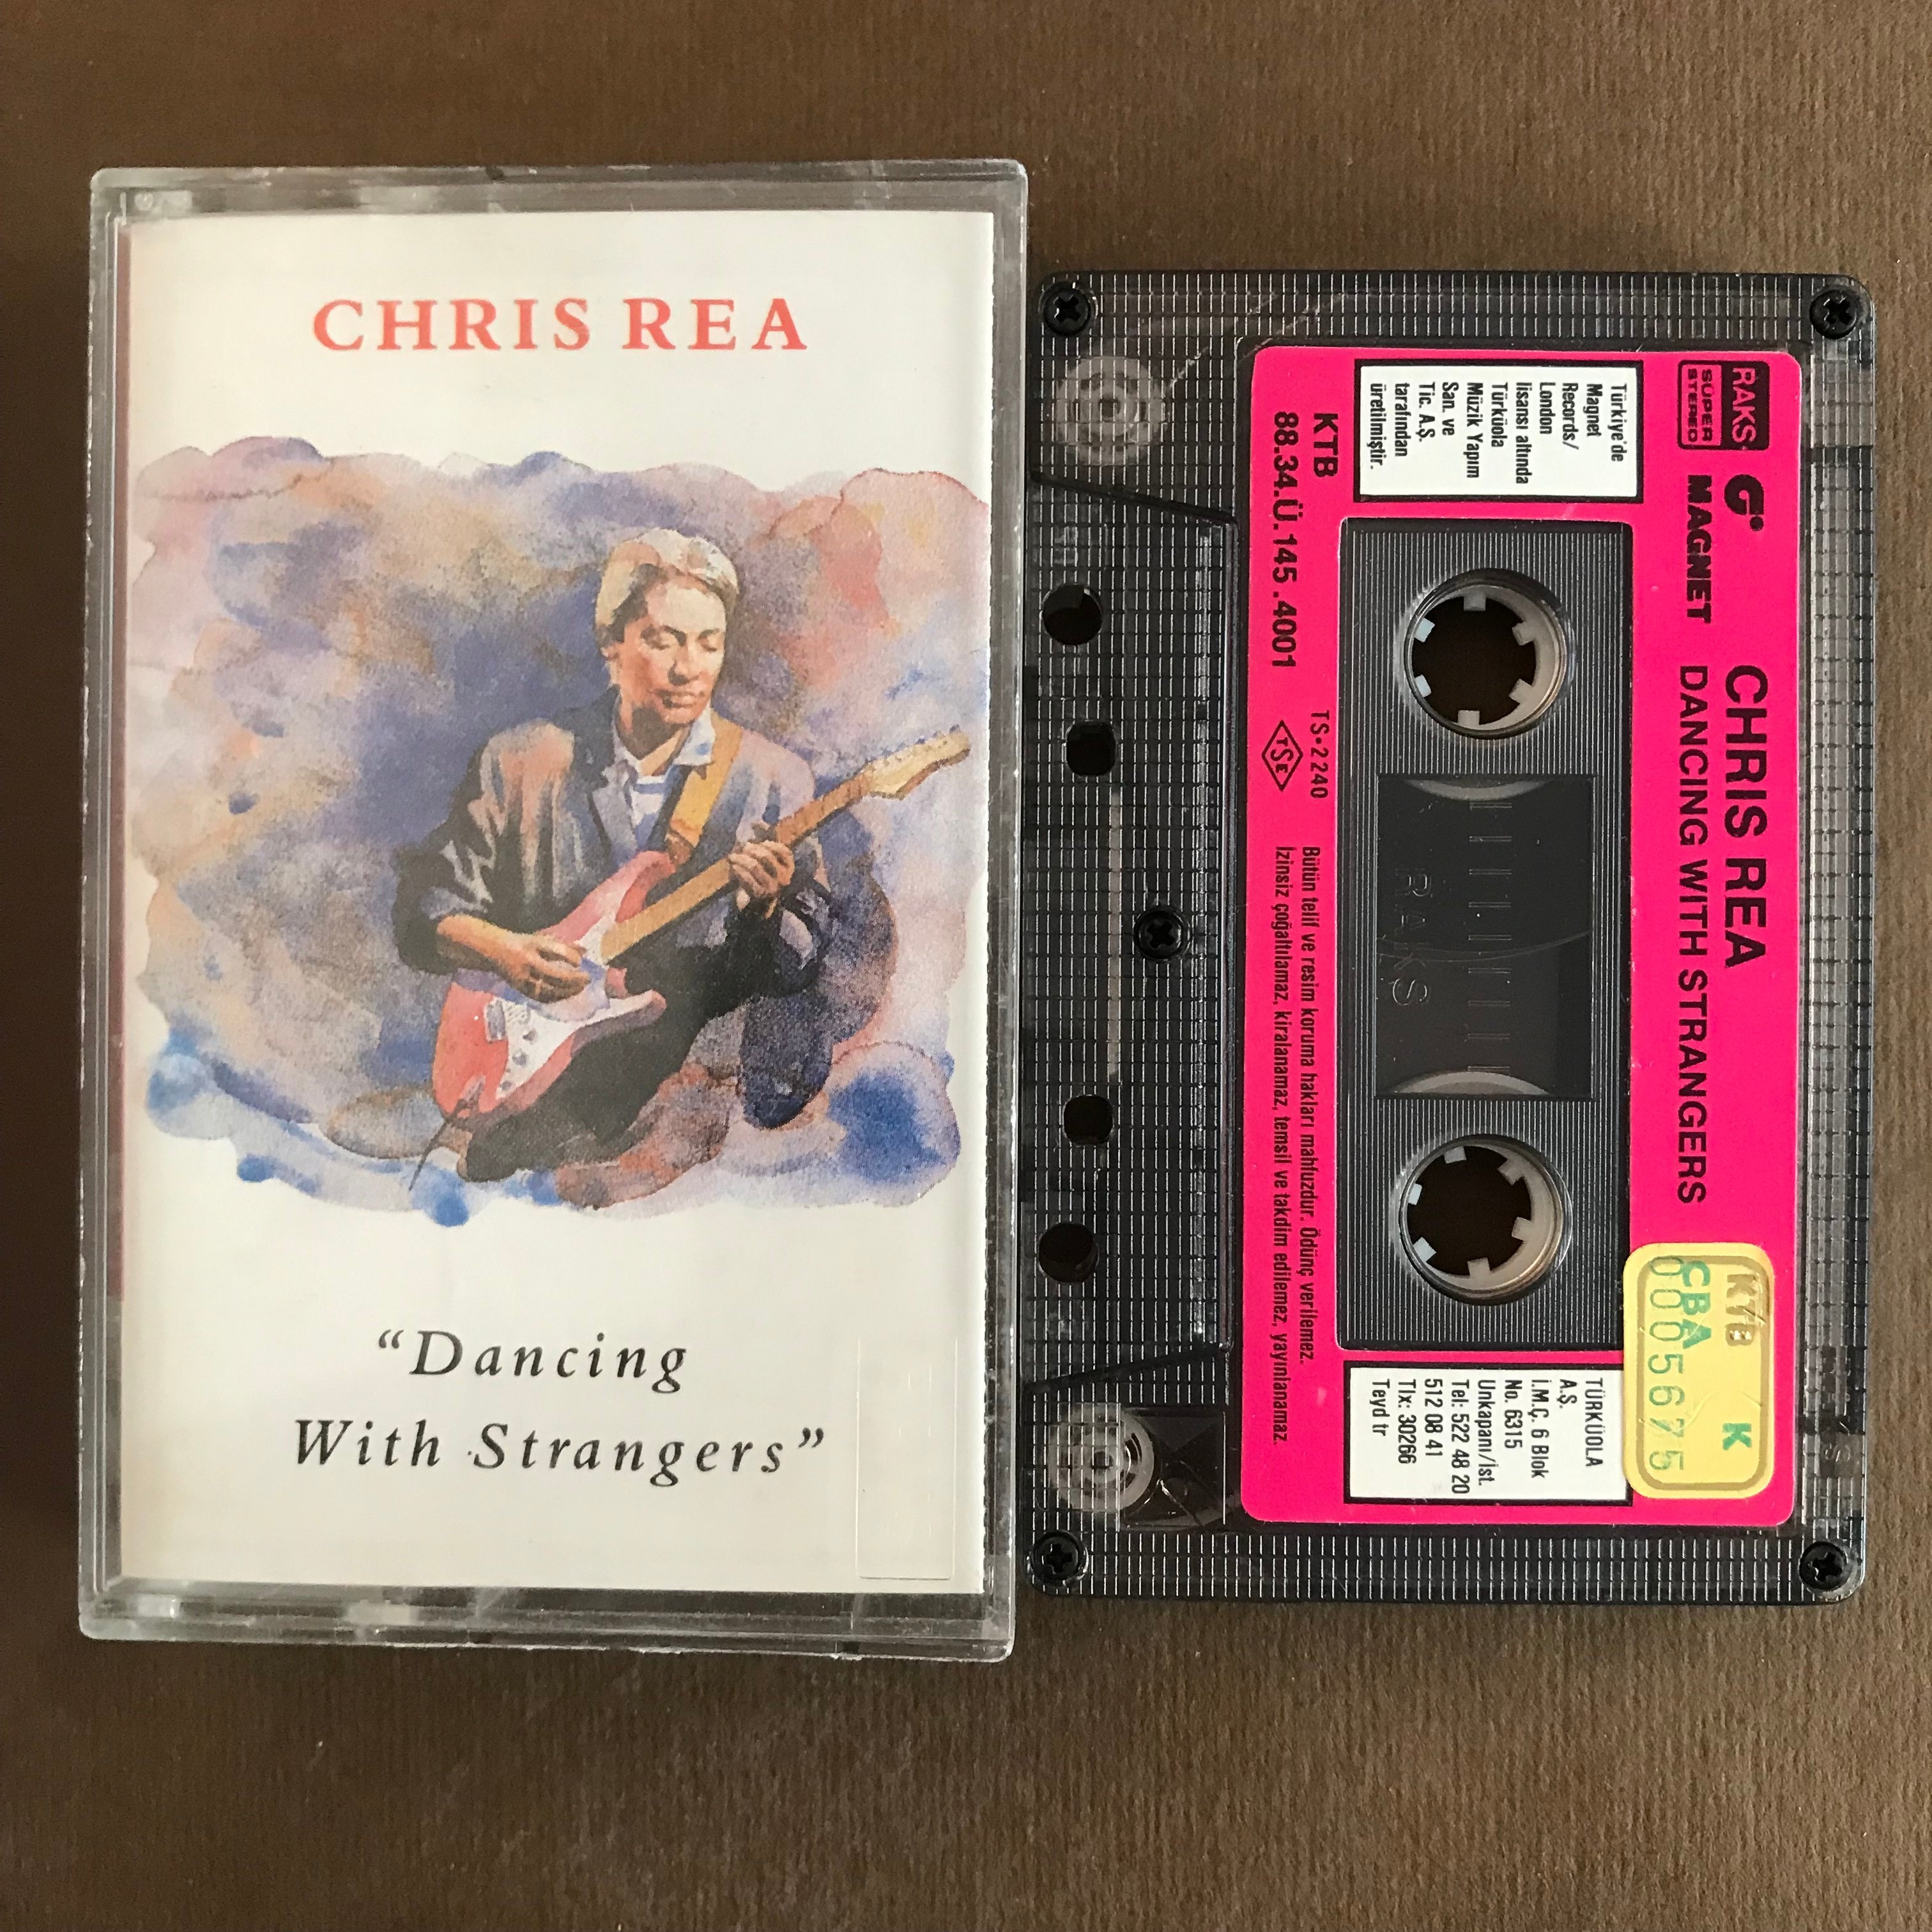 CHRIS REA
“Dancing
With Strangers”
RAKS
SUPER
STEREO
MAGNET
CHRIS REA
DANCING WITH STRANGERS
KTB K
CBA
0005675
Türkiye'de
Magnet
Records/
London
lisansı altında
Türküola
Müzik Yapım
San. ve
Tic. A.Ş.
tarafından
üretilmiştir.
RAKS
TÜRKÜOLA
A.Ş.
İ.M.Ç. 6 Blok
No. 6315
Unkapanı/İst.
Tel: 522 48 20
512 08 41
Tlx: 30266
Teyd tr
KTB
88.34.Ü.145.4001
TS•2240
TSE
Bütün telif ve resim koruma hakları mahfuzdur. Ödünç verilemez.
İzinsiz çoğaltılamaz, kiralanamaz, temsil ve takdim edilemez, yayınlanamaz.